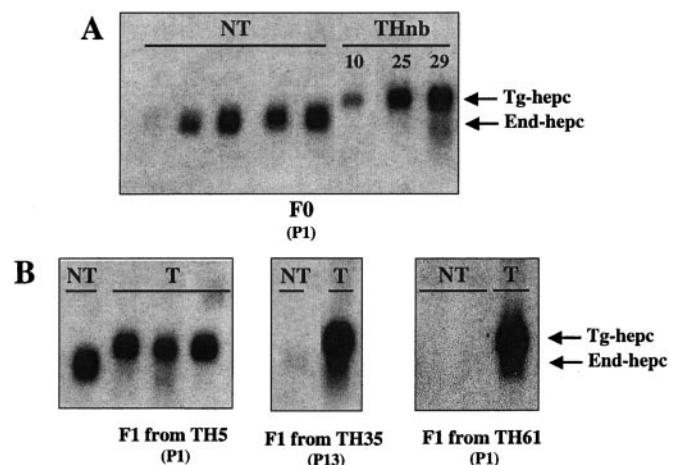 A
NT THnb
10 25 29
Tg-hepc
End-hepc
F0
(P1)
B
NT T NT T NT T
Tg-hepc
End-hepc
F1 from TH5 F1 from TH35 F1 from TH61
(P1) (P13) (P1)